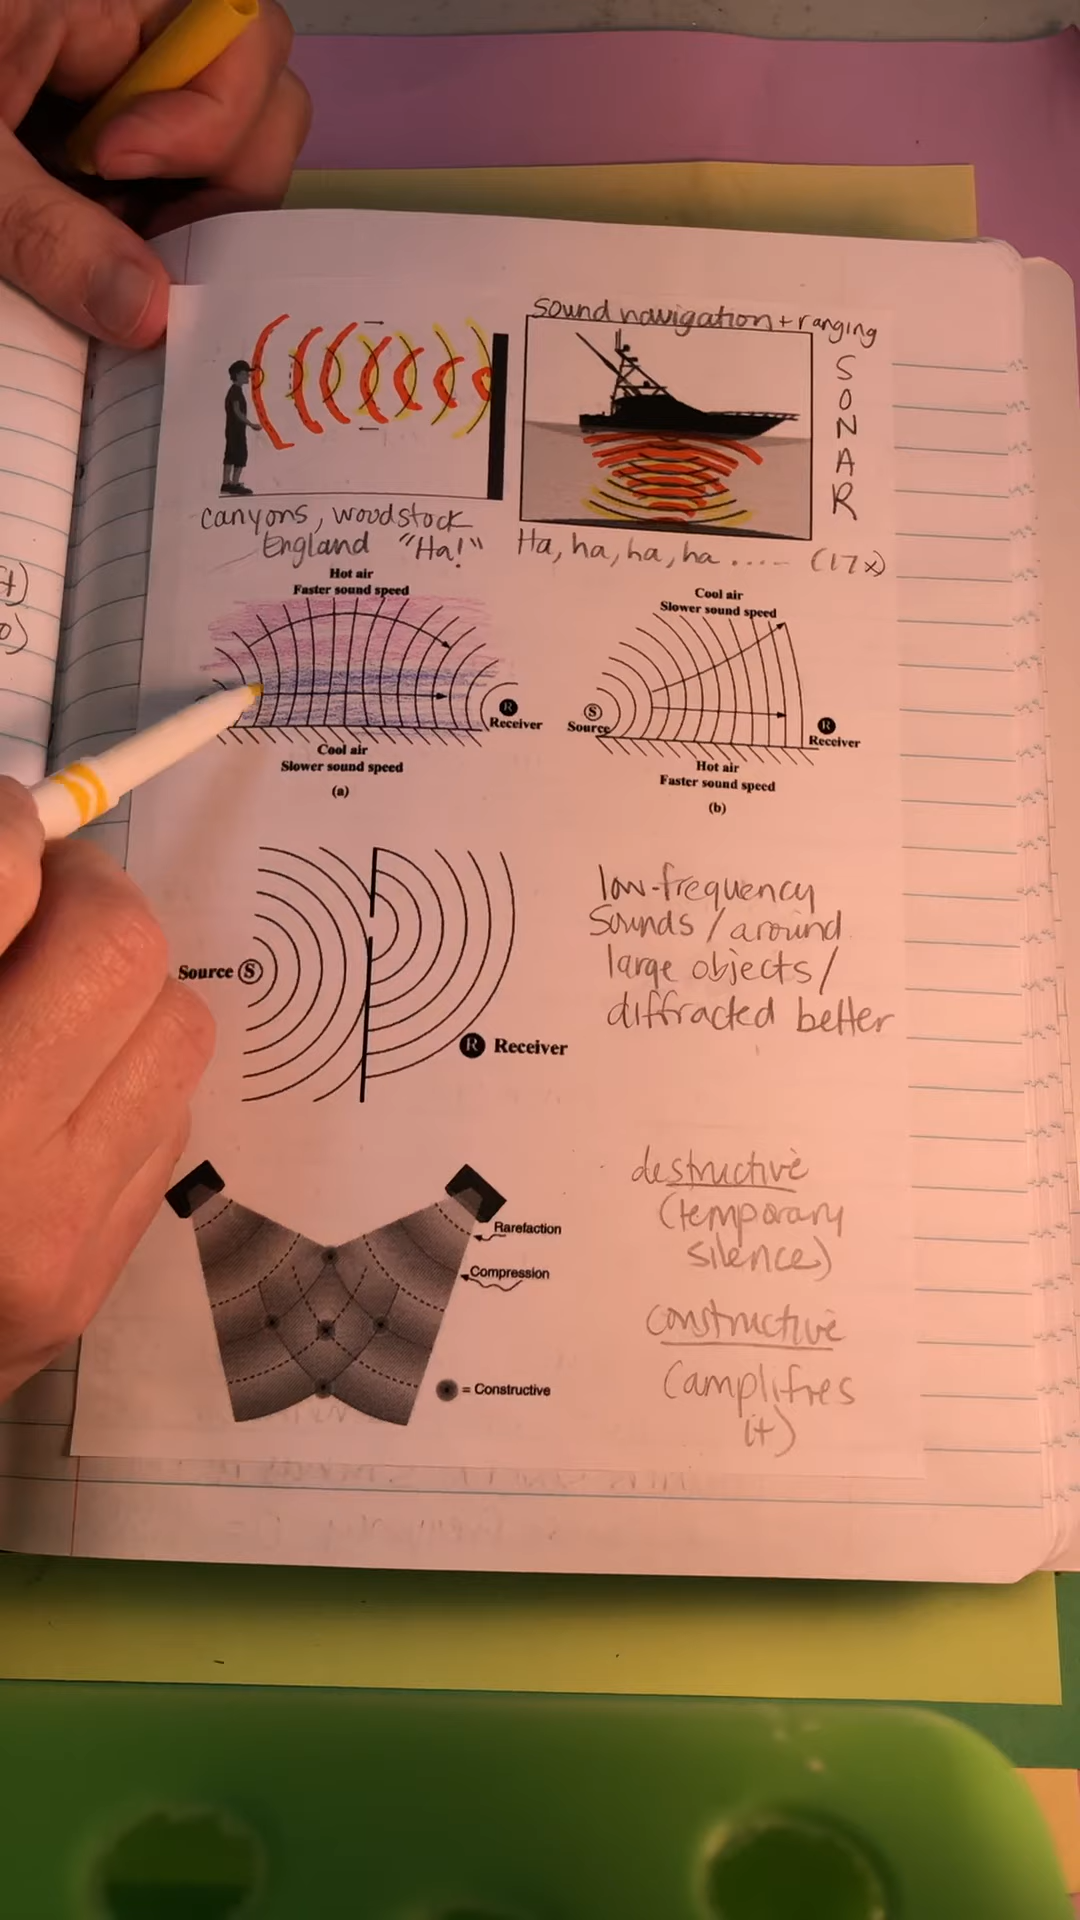 Sound navigation + ranging
S
O
N
A
R
canyons, woodstock
England "Ha!"
Ha, ha, ha, ha..... (17x)
Hot air
Faster sound speed
R
Receiver
Cool air
Slower sound speed
(a)
Cool air
Slower sound speed
S
Source
R
Receiver
Hot air
Faster sound speed
(b)
Source S
R Receiver
low-frequency
Sounds / around
large objects /
diffracted better
Rarefaction
Compression
= Constructive
destructive
(temporary
silence)
constructive
(amplifies
it)